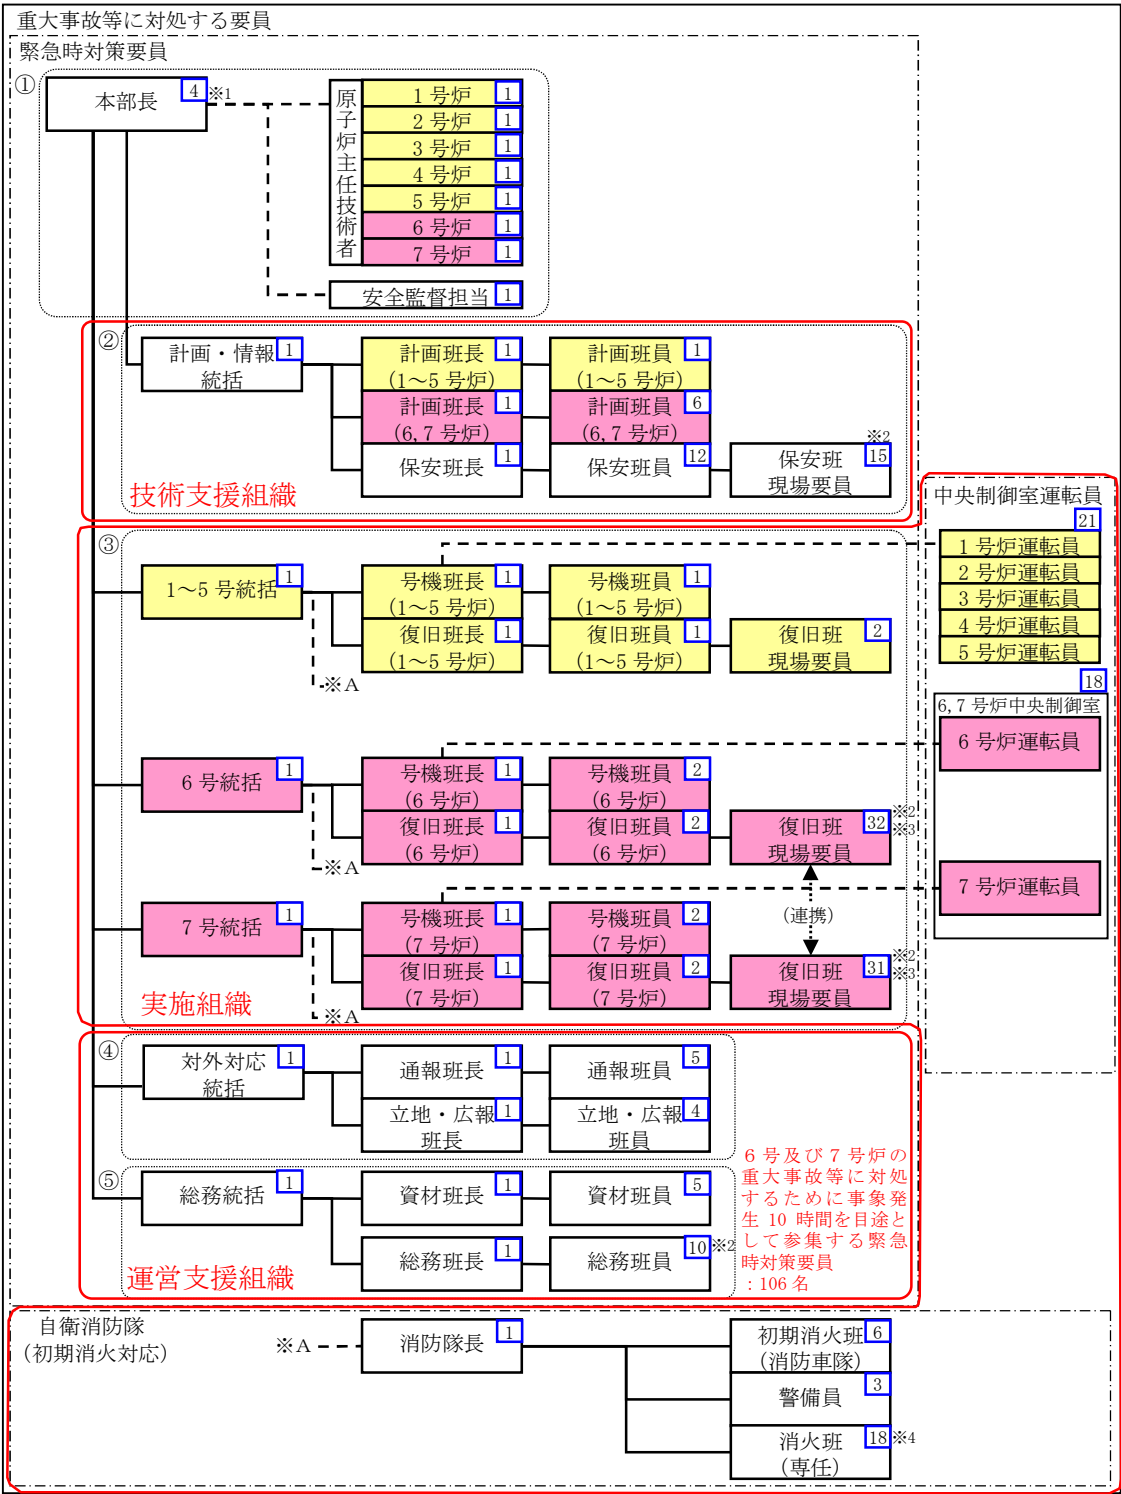 重大事故等に対処する要員
緊急時対策要員
①
本部長
4
※1
原子炉主任技術者
1号炉
1
2号炉
1
3号炉
1
4号炉
1
5号炉
1
6号炉
1
7号炉
1
安全監督担当
1
②
計画・情報
統括
1
計画班長
(1～5号炉)
1
計画班員
(1～5号炉)
1
計画班長
(6,7号炉)
1
計画班員
(6,7号炉)
6
保安班長
1
保安班員
12
保安班
現場要員
15
※2
技術支援組織
中央制御室運転員
21
1号炉運転員
2号炉運転員
3号炉運転員
4号炉運転員
5号炉運転員
18
6,7号炉中央制御室
6号炉運転員
7号炉運転員
③
1～5号統括
1
※A
号機班長
(1～5号炉)
1
号機班員
(1～5号炉)
1
復旧班長
(1～5号炉)
1
復旧班員
(1～5号炉)
1
復旧班
現場要員
2
6号統括
1
※A
号機班長
(6号炉)
1
号機班員
(6号炉)
2
復旧班長
(6号炉)
1
復旧班員
(6号炉)
2
復旧班
現場要員
32
※2
※3
(連携)
7号統括
1
※A
号機班長
(7号炉)
1
号機班員
(7号炉)
2
復旧班長
(7号炉)
1
復旧班員
(7号炉)
2
復旧班
現場要員
31
※2
※3
実施組織
④
対外対応
統括
1
通報班長
1
通報班員
5
立地・広報
班長
1
立地・広報
班員
4
⑤
総務統括
1
資材班長
1
資材班員
5
総務班長
1
総務班員
10
※2
運営支援組織
6号及び7号炉の
重大事故等に対処
するために事象発
生10時間を目途と
して参集する緊急
時対策要員
：106名
自衛消防隊
(初期消火対応)
※A
消防隊長
1
初期消火班
(消防車隊)
6
警備員
3
消火班
(専任)
18
※4